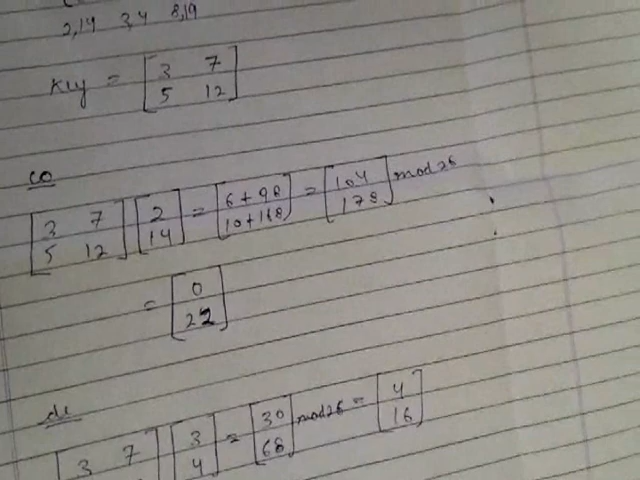 2,14 3,4 8,19
Key = [3 7
5 12]
co
[3 7
5 12] [2
14] = [6+98
10+168] = [104
178] mod 26
= [0
22]
de
[3 7 [3
4] = [30
68] mod 26 = [4
16]